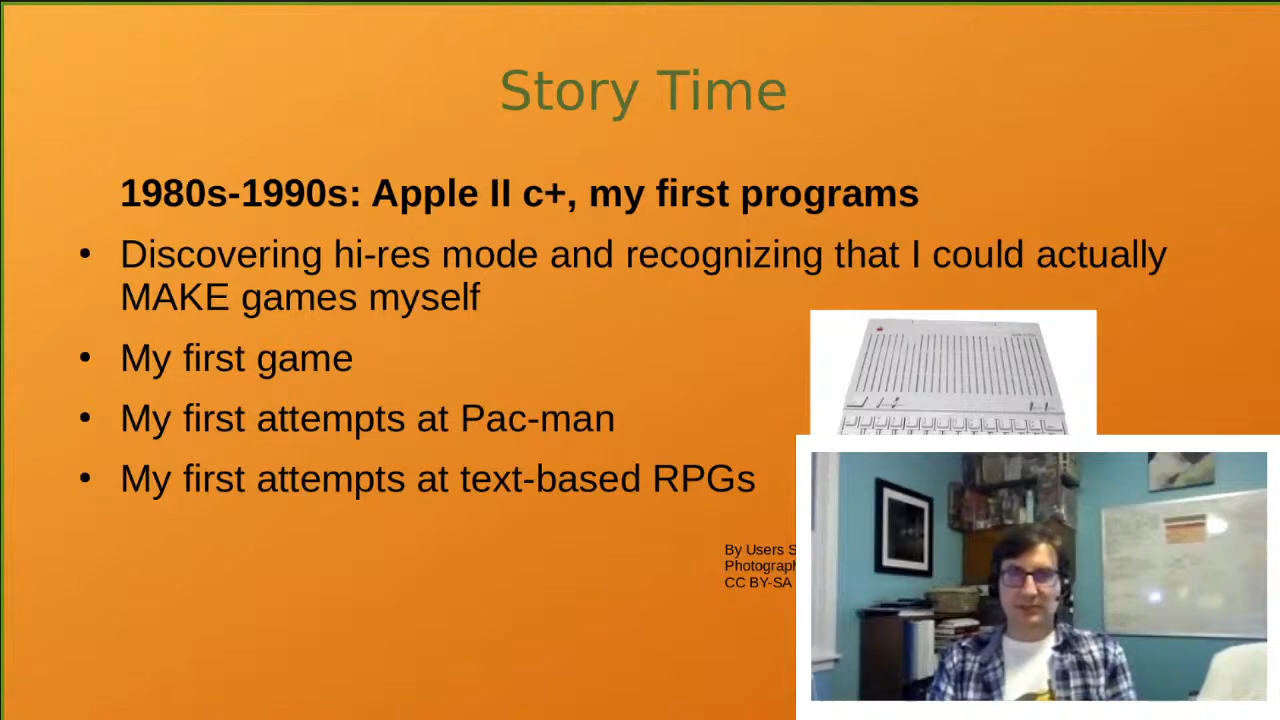 Story Time
1980s-1990s: Apple II c+, my first programs
• Discovering hi-res mode and recognizing that I could actually
MAKE games myself
• My first game
• My first attempts at Pac-man
• My first attempts at text-based RPGs
By Users S
Photograph
CC BY-SA